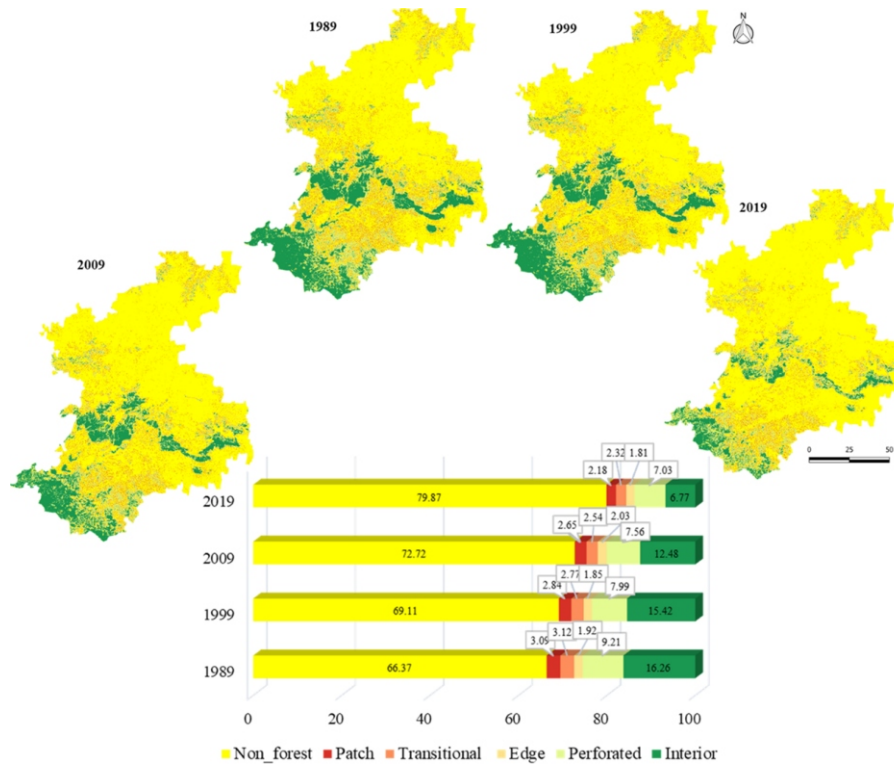 1989
1999
N
2019
2009
0 25 50
2.32 1.81
2.18 7.03
2019 79.87 6.77
2.54 2.03
2.65 7.56
2009 72.72 12.48
2.77 1.85
2.84 7.99
1999 69.11 15.42
3.12 1.92
3.09 9.21
1989 66.37 16.26
0 20 40 60 80 100
Non_forest Patch Transitional Edge Perforated Interior